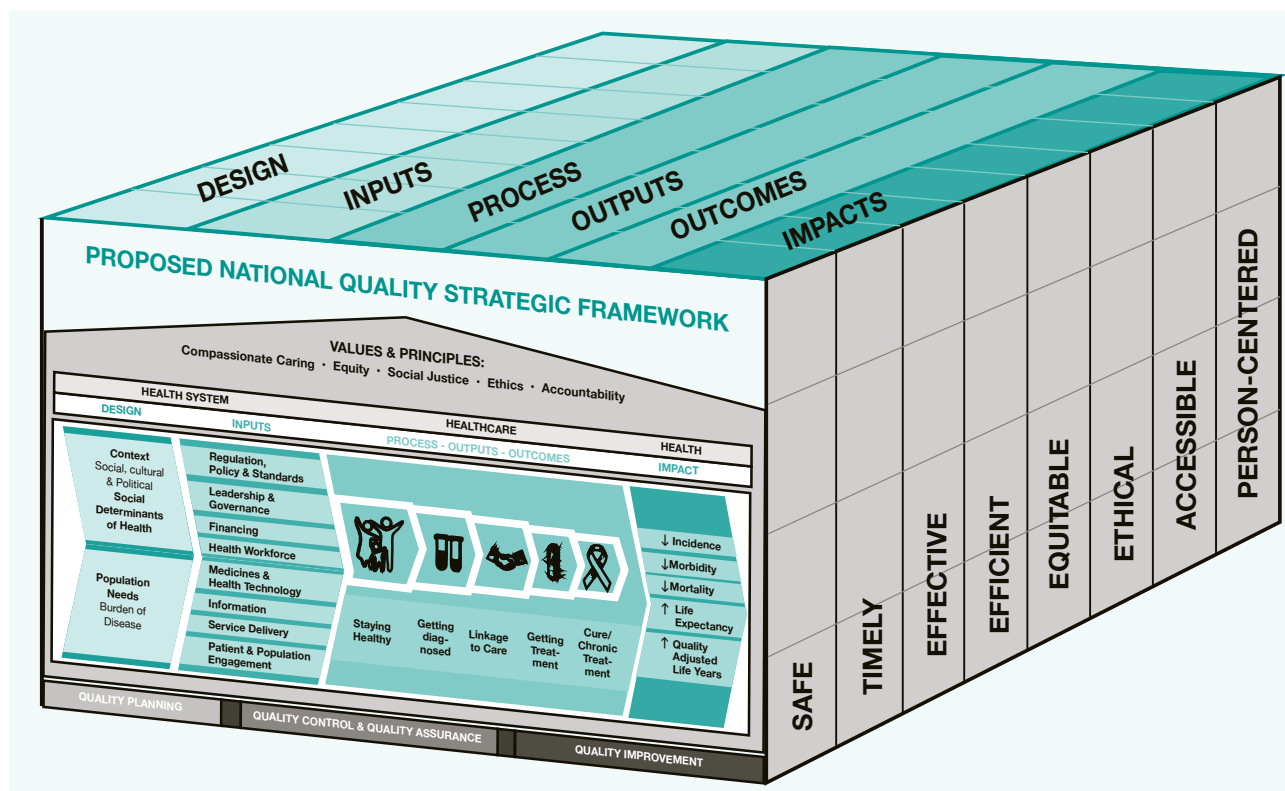 DESIGN
INPUTS
PROCESS
OUTPUTS
OUTCOMES
IMPACTS
PROPOSED NATIONAL QUALITY STRATEGIC FRAMEWORK
VALUES & PRINCIPLES:
Compassionate Caring · Equity · Social Justice · Ethics · Accountability
HEALTH SYSTEM
HEALTHCARE
HEALTH
DESIGN
INPUTS
PROCESS - OUTPUTS - OUTCOMES
IMPACT
Context
Social, cultural
& Political
Social
Determinants
of Health
Population
Needs
Burden of
Disease
Regulation,
Policy & Standards
Leadership &
Governance
Financing
Health Workforce
Medicines &
Health Technology
Information
Service Delivery
Patient & Population
Engagement
Staying
Healthy
Getting
diag-
nosed
Linkage
to Care
Getting
Treat-
ment
Cure/
Chronic
Treat-
ment
↓ Incidence
↓ Morbidity
↓ Mortality
↑ Life
Expectancy
↑ Quality
Adjusted
Life Years
QUALITY PLANNING
QUALITY CONTROL & QUALITY ASSURANCE
QUALITY IMPROVEMENT
SAFE
TIMELY
EFFECTIVE
EFFICIENT
EQUITABLE
ETHICAL
ACCESSIBLE
PERSON-CENTERED